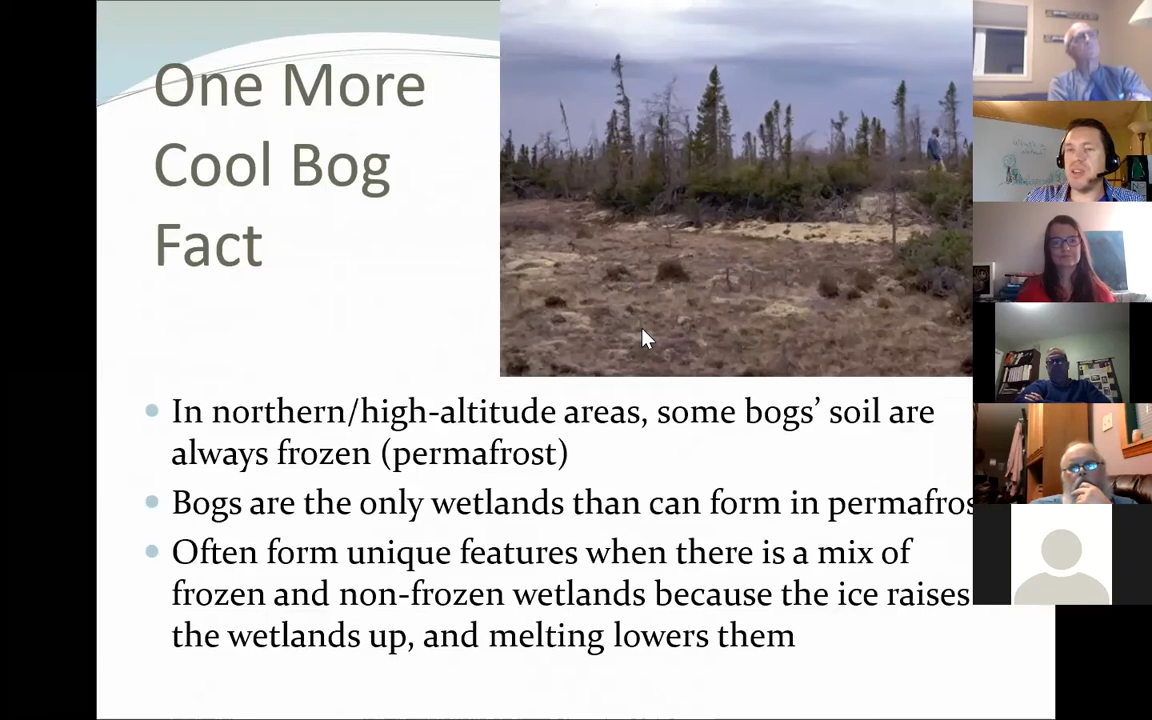 One More
Cool Bog
Fact
In northern/high-altitude areas, some bogs’ soil are
always frozen (permafrost)
Bogs are the only wetlands than can form in
Often form unique features when there is a mix of
frozen and non-frozen wetlands because the ice raises
the wetlands up, and melting lowers them